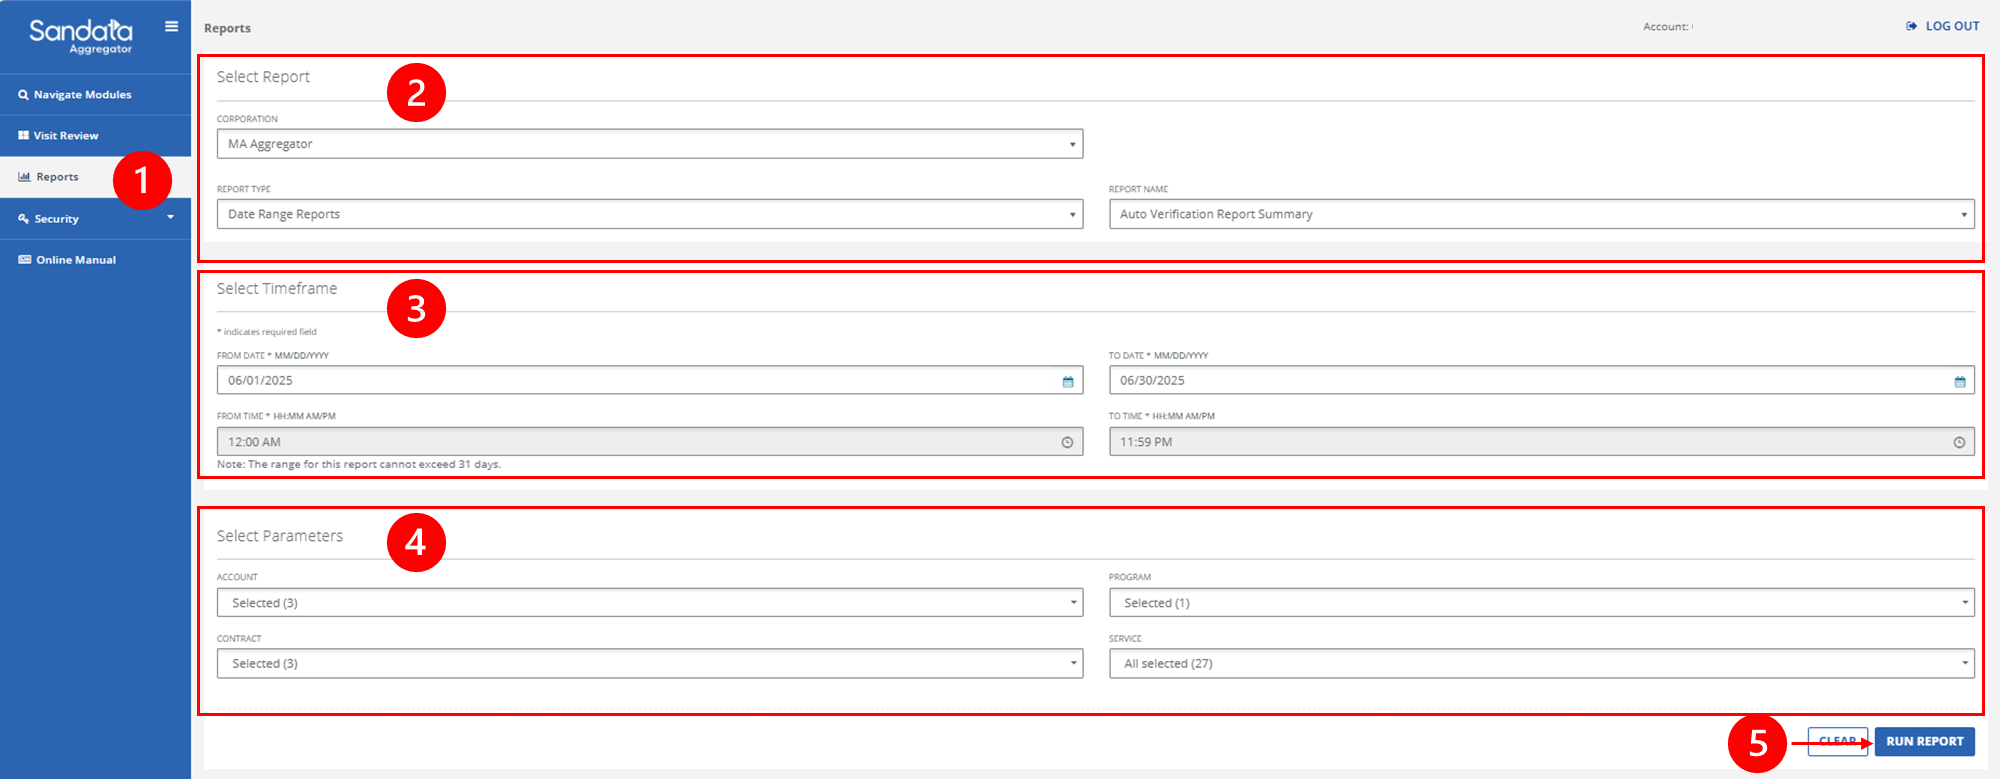 Sandata
Aggregator
Navigate Modules
Visit Review
Reports
1
Security
Online Manual
Reports
Account:
LOG OUT
Select Report
2
CORPORATION
MA Aggregator
REPORT TYPE
REPORT NAME
Date Range Reports
Auto Verification Report Summary
Select Timeframe
3
* indicates required field
FROM DATE * MM/DD/YYYY
TO DATE * MM/DD/YYYY
06/01/2025
06/30/2025
FROM TIME * HH:MM AM/PM
TO TIME * HH:MM AM/PM
12:00 AM
11:59 PM
Note: The range for this report cannot exceed 31 days.
Select Parameters
4
ACCOUNT
PROGRAM
Selected (3)
Selected (1)
CONTRACT
SERVICE
Selected (3)
All selected (27)
5
CLEAR
RUN REPORT